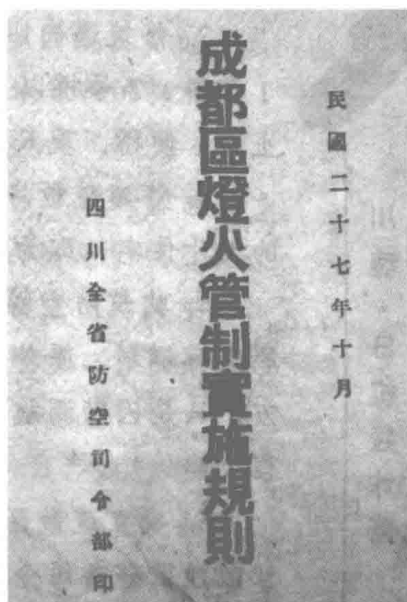 民國二十七年十月
成都區燈火管制實施規則
四川全省防空司令部印